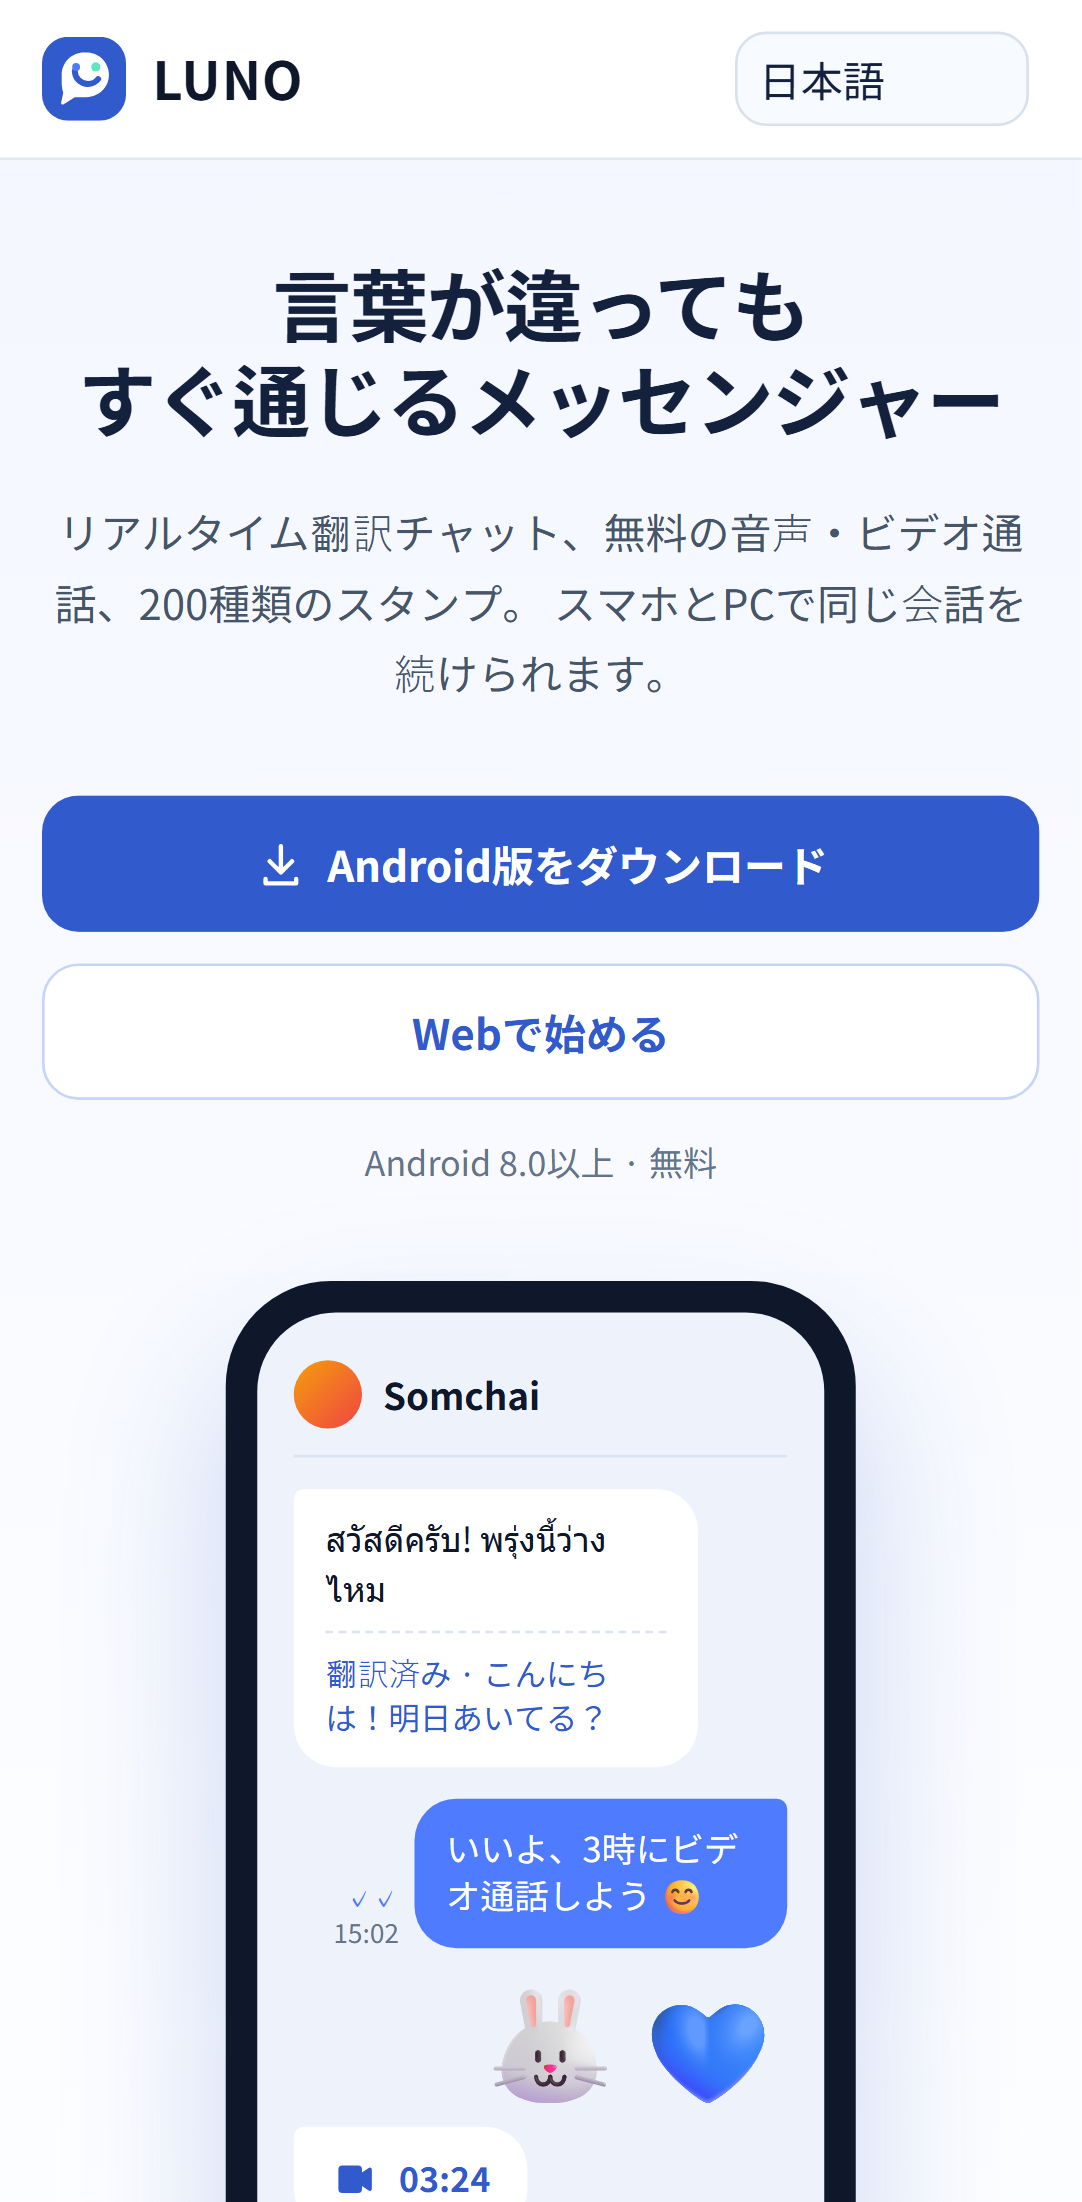 LUNO
日本語
言葉が違っても
すぐ通じるメッセンジャー
リアルタイム翻訳チャット、無料の音声・ビデオ通
話、200種類のスタンプ。 スマホとPCで同じ会話を
続けられます。
Android版をダウンロード
Webで始める
Android 8.0以上 · 無料
Somchai
สวัสดีครับ! พรุ่งนี้ว่าง
ไหม
翻訳済み · こんにち
は！明日あいてる？
いいよ、3時にビデ
オ通話しよう 😊
✓✓
15:02
03:24